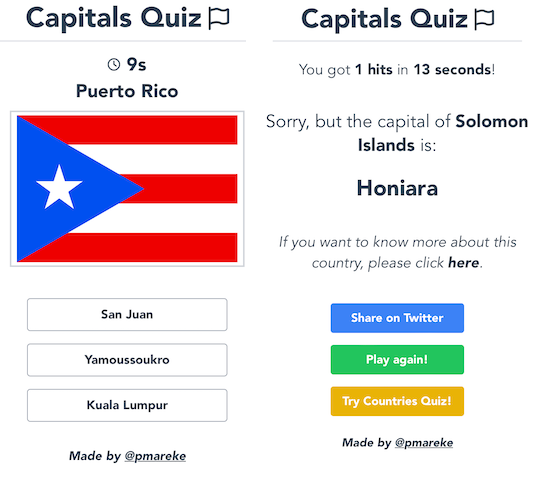 Capitals Quiz
9s
Puerto Rico
San Juan
Yamoussoukro
Kuala Lumpur
Made by @pmareke
Capitals Quiz
You got 1 hits in 13 seconds!
Sorry, but the capital of Solomon
Islands is:
Honiara
If you want to know more about this
country, please click here.
Share on Twitter
Play again!
Try Countries Quiz!
Made by @pmareke